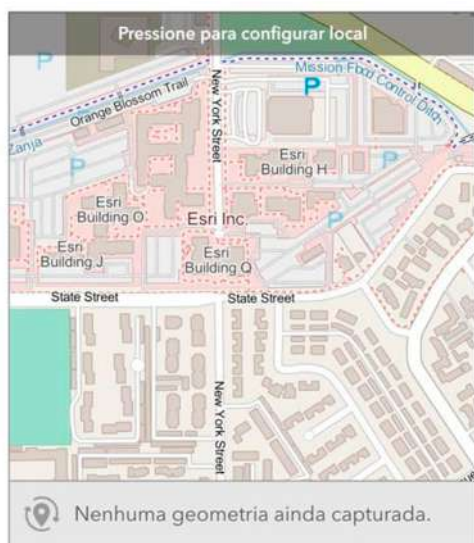 Pressione para configurar local
P
New York Street
Mission Flood Control Ditch
P
Orange Blossom Trail
Zanja
P
P
Esri
Building H
Esri
Building O
Esri Inc.
P
Esri
Building J
Esri
Building Q
State Street
State Street
New York Street
Nenhuma geometria ainda capturada.